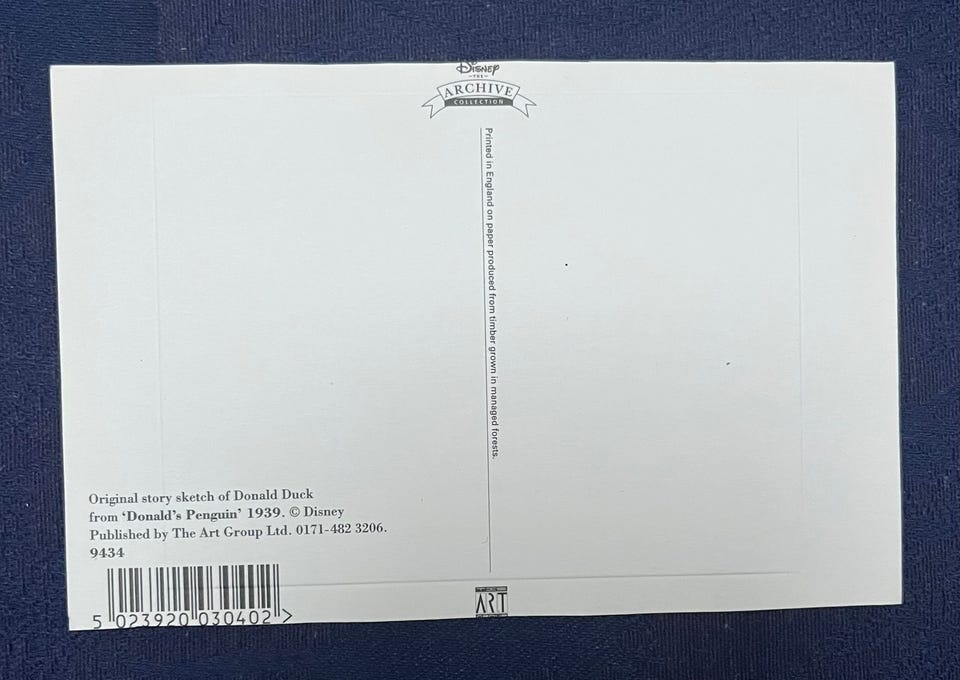 Disney
THE
ARCHIVE
COLLECTION
Printed in England on paper produced from timber grown in managed forests.
Original story sketch of Donald Duck
from ‘Donald’s Penguin’ 1939. © Disney
Published by The Art Group Ltd. 0171-482 3206.
9434
5 023920 030402 >
ART